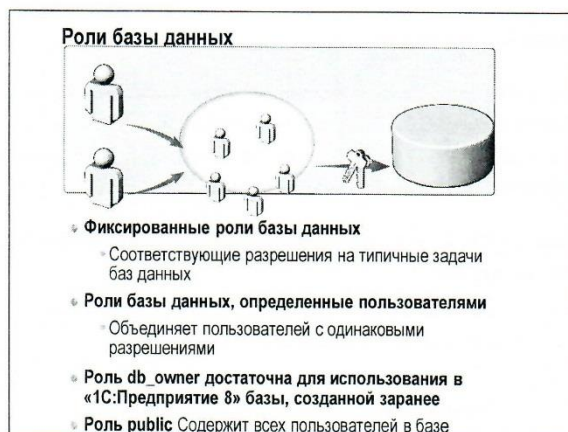 Роли базы данных
Фиксированные роли базы данных
Соответствующие разрешения на типичные задачи
баз данных
Роли базы данных, определенные пользователями
Объединяет пользователей с одинаковыми
разрешениями
Роль db_owner достаточна для использования в
«1С:Предприятие 8» базы, созданной заранее
Роль public Содержит всех пользователей в базе